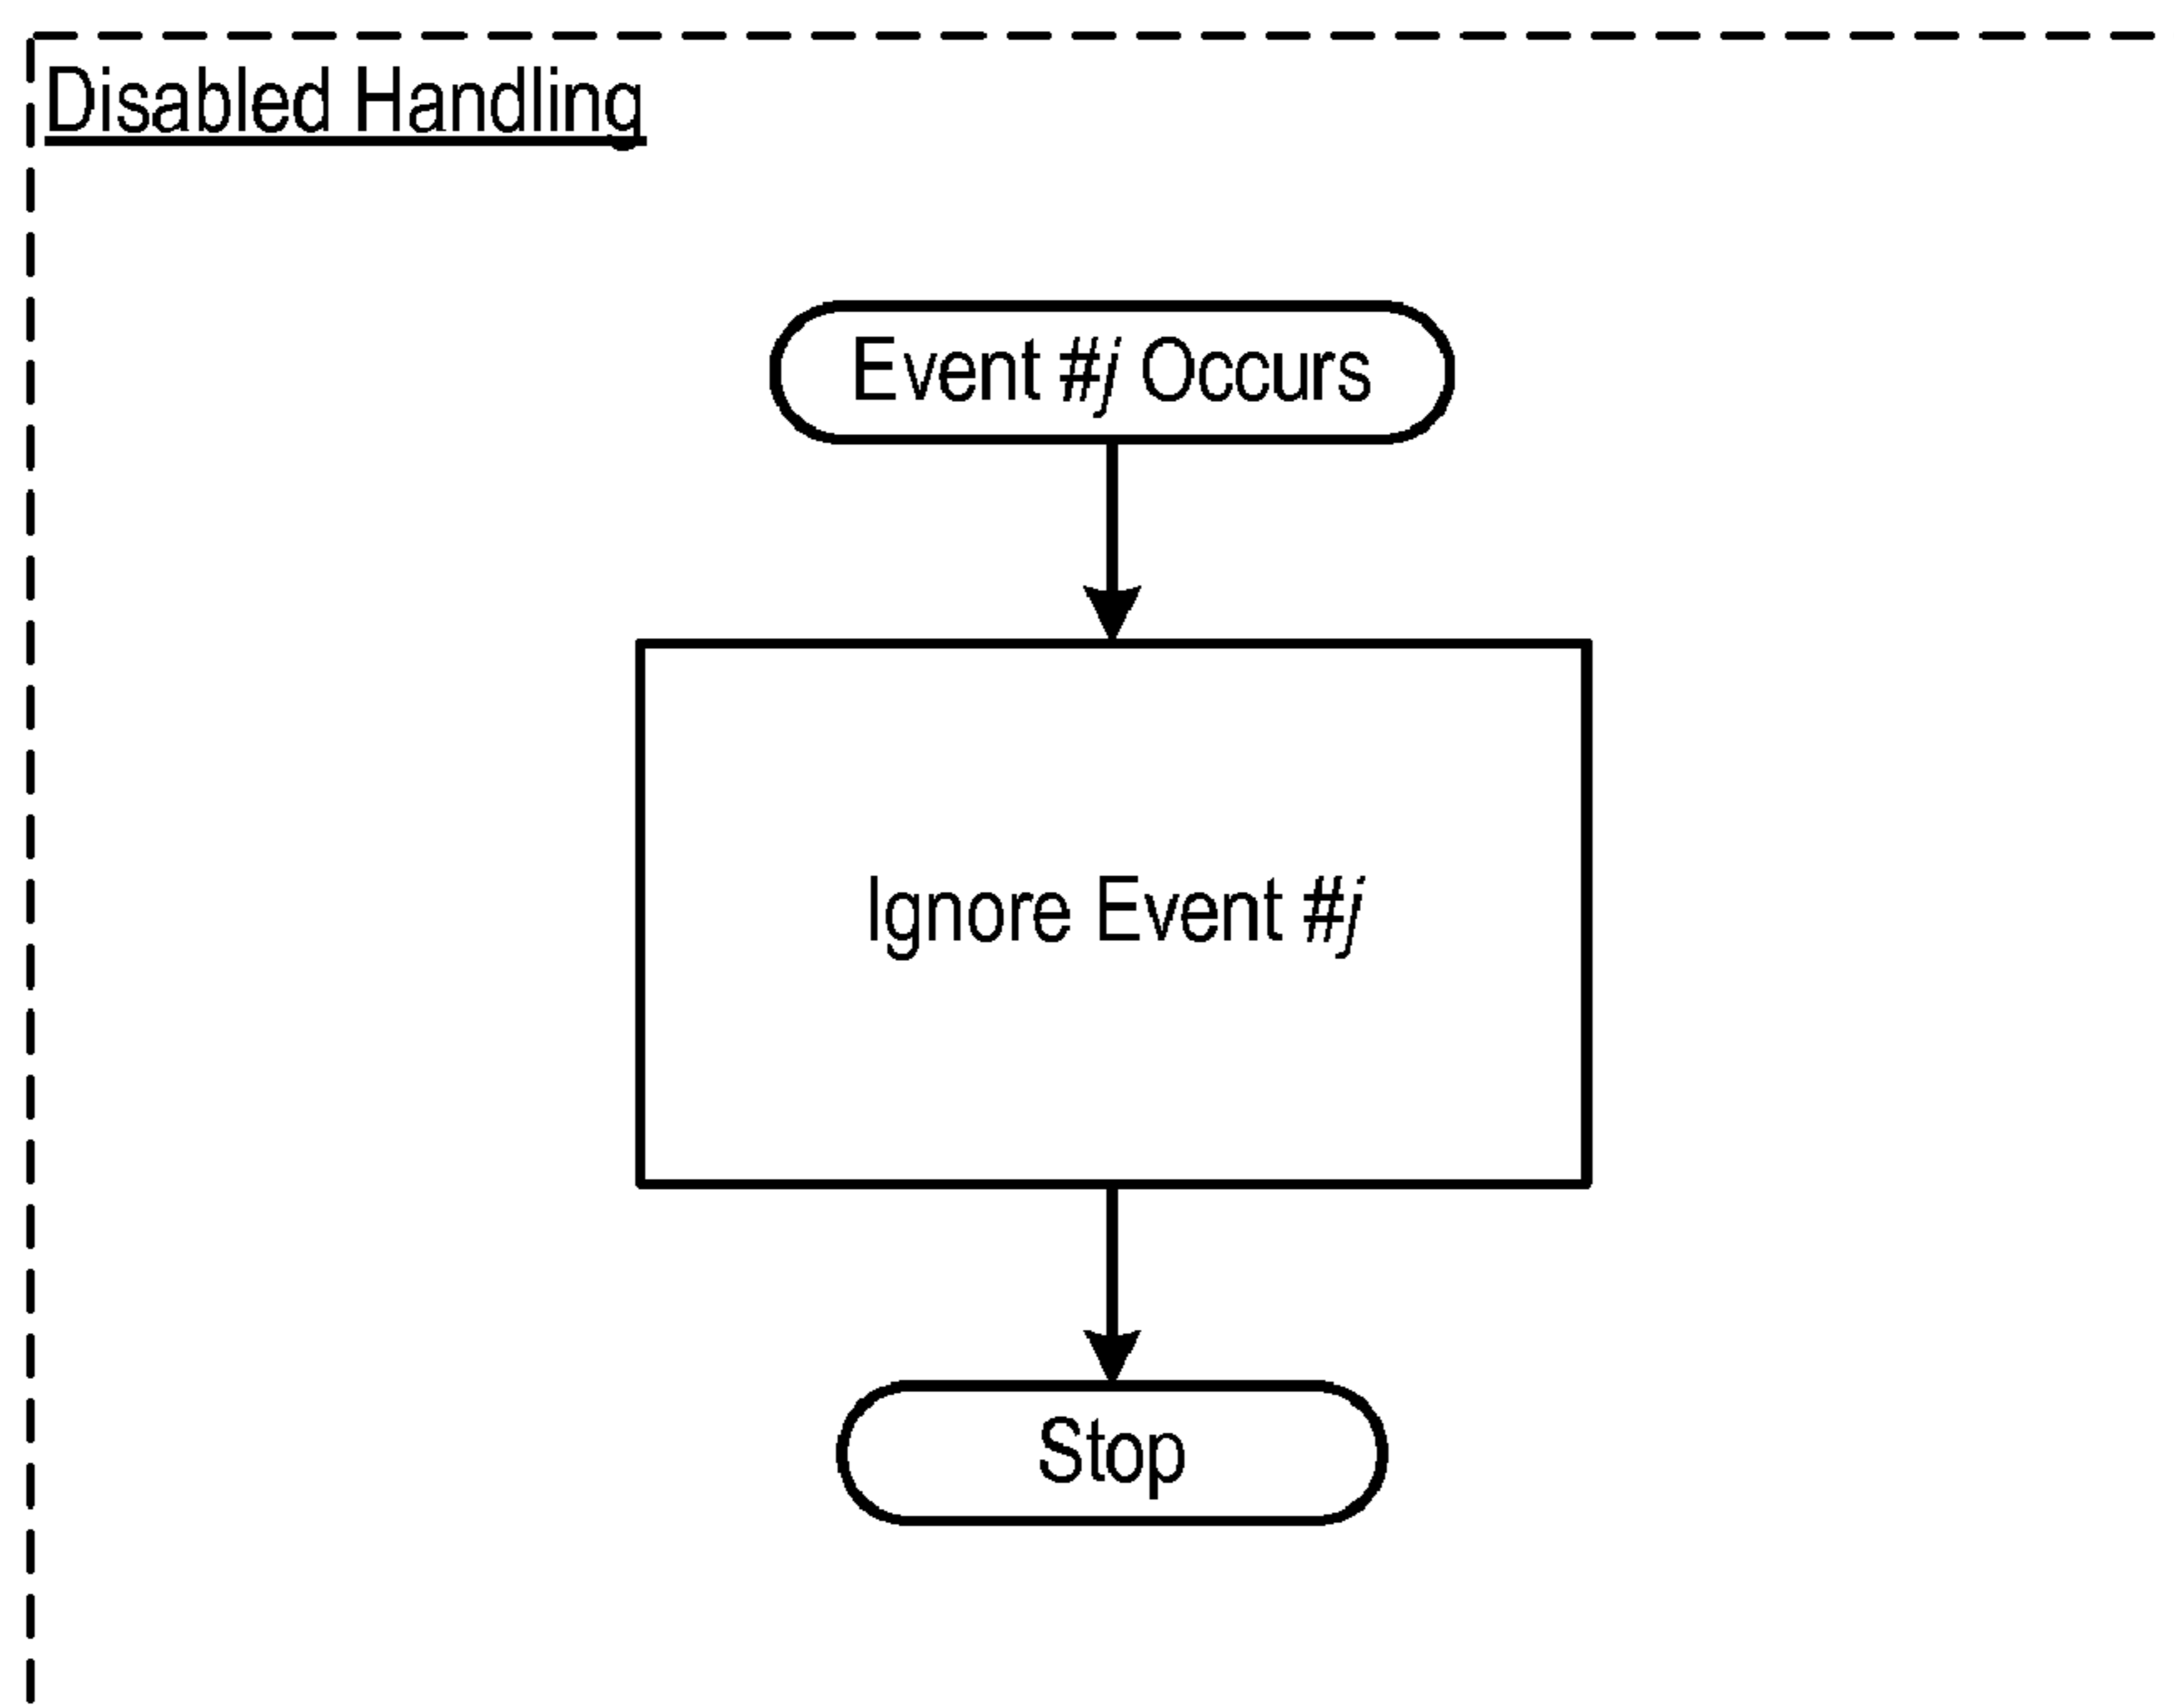 Disabled Handling
Event #j Occurs
Ignore Event #j
Stop